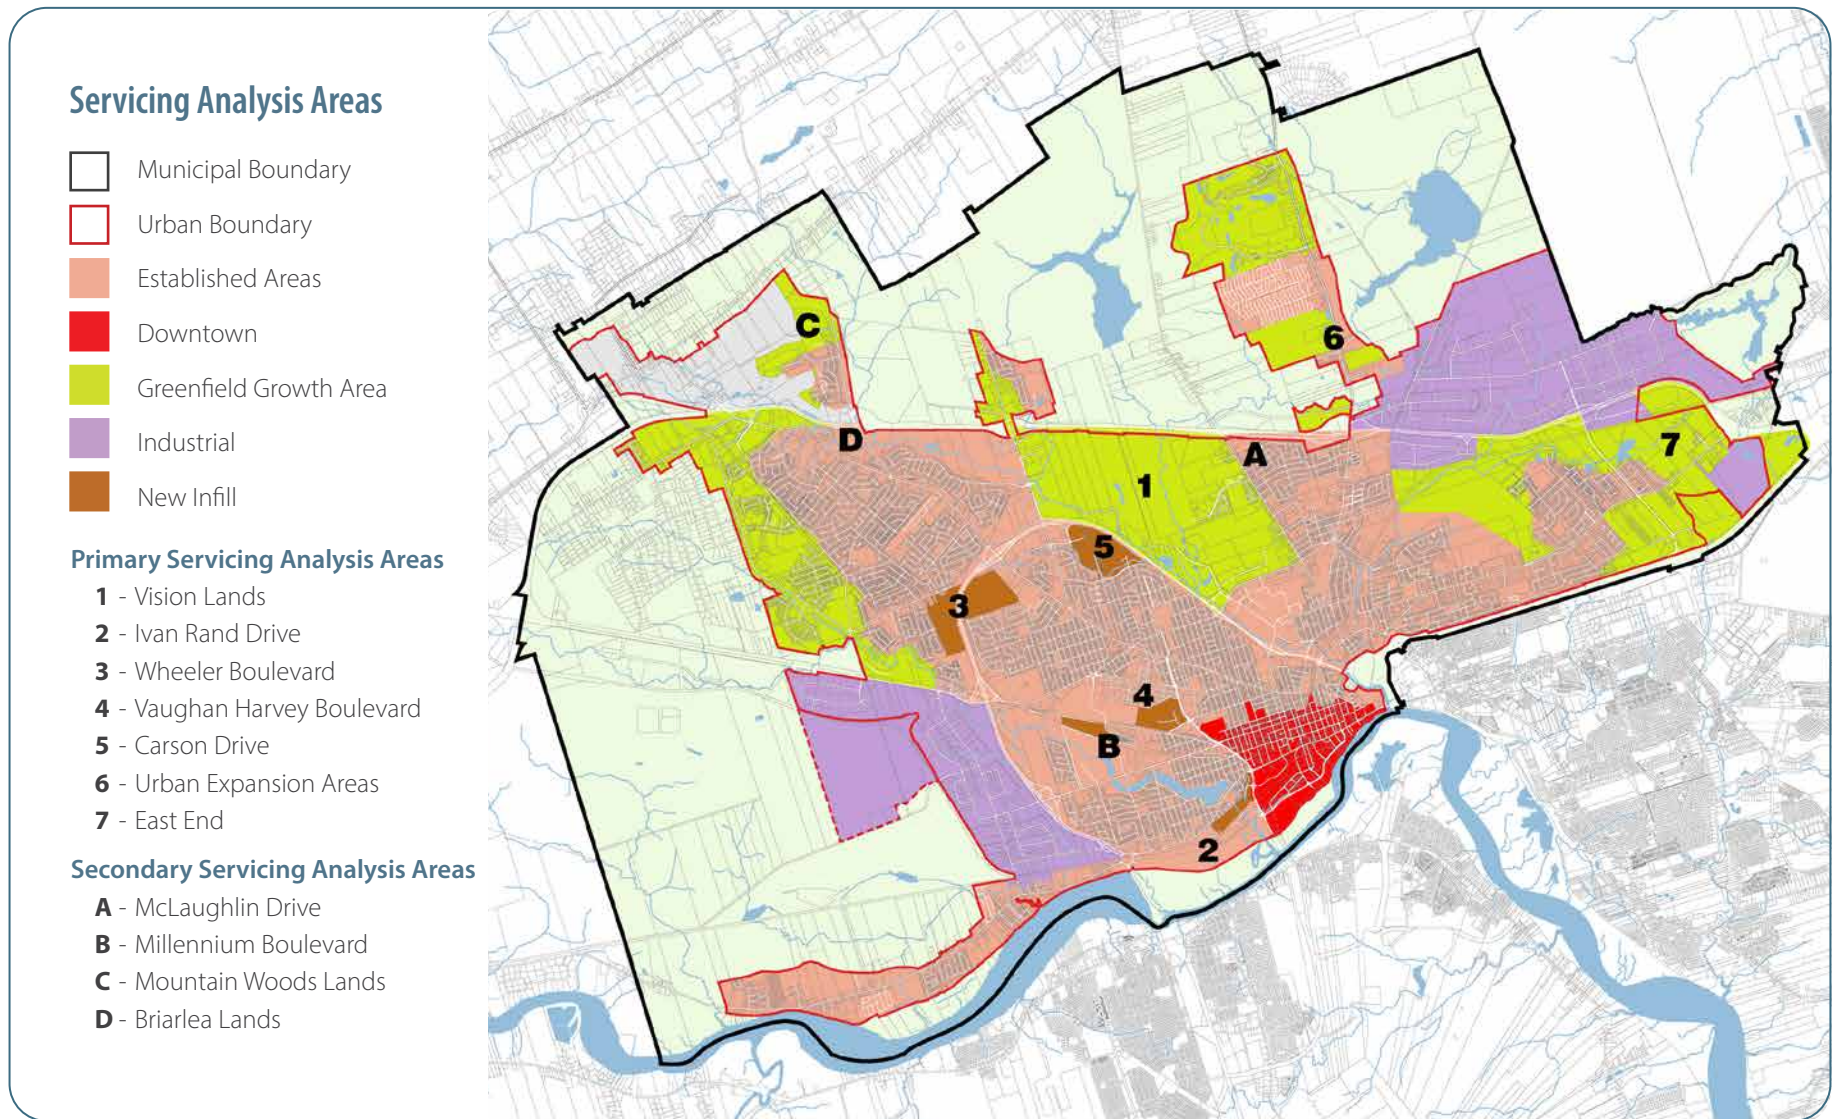 Servicing Analysis Areas
Municipal Boundary
Urban Boundary
Established Areas
Downtown
Greenfield Growth Area
Industrial
New Infill
Primary Servicing Analysis Areas
1 - Vision Lands
2 - Ivan Rand Drive
3 - Wheeler Boulevard
4 - Vaughan Harvey Boulevard
5 - Carson Drive
6 - Urban Expansion Areas
7 - East End
Secondary Servicing Analysis Areas
A - McLaughlin Drive
B - Millennium Boulevard
C - Mountain Woods Lands
D - Briarlea Lands
C
6
D
A
7
1
5
3
4
B
2